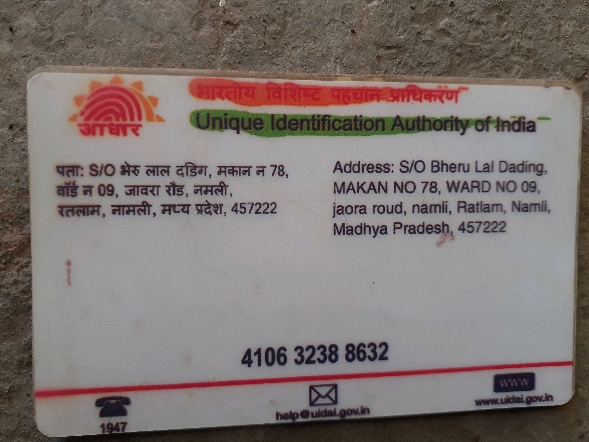 भारतीय विशिष्ट पहचान आधिकरण
Unique Identification Authority of India
आधार
पता: S/O भेरु लाल दडिग, मकान न 78,
वॉर्ड न 09, जावरा रौड, नमली,
रतलाम, नामली, मध्य प्रदेश, 457222
Address: S/O Bheru Lal Dading,
MAKAN NO 78, WARD NO 09,
jaora roud, namli, Ratlam, Namli,
Madhya Pradesh, 457222
4106 3238 8632
1947
help@uidai.gov.in
www
www.uidai.gov.in